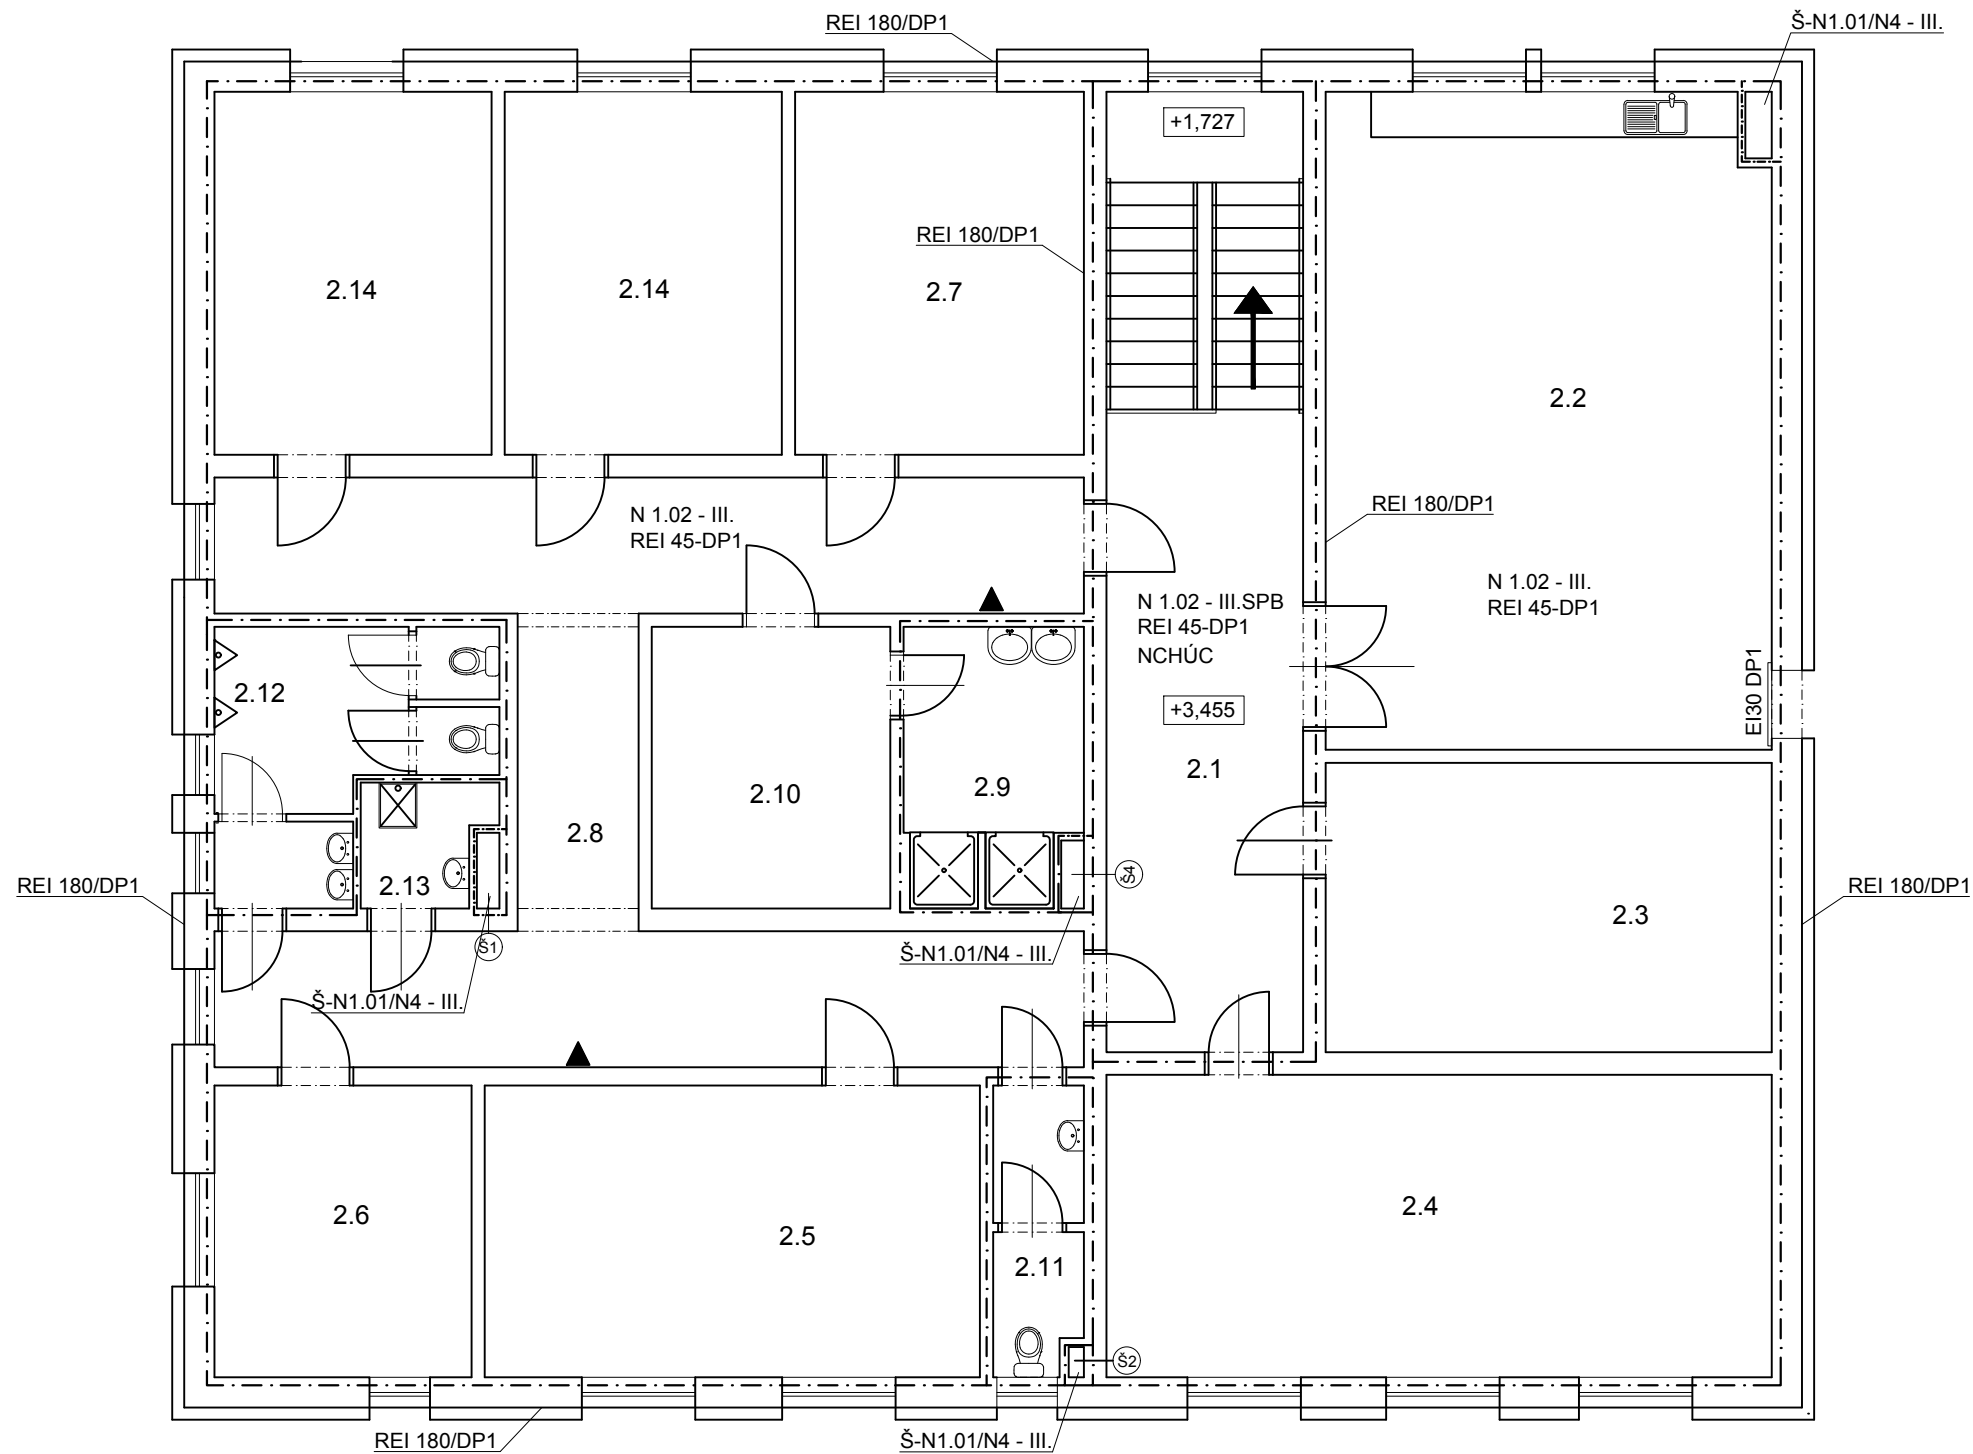 REI 180/DP1
Š-N1.01/N4 - III.
+1,727
REI 180/DP1
2.14
2.14
2.7
2.2
REI 180/DP1
N 1.02 - III.
REI 45-DP1
N 1.02 - III.
REI 45-DP1
N 1.02 - III.SPB
REI 45-DP1
NCHÚC
EI30 DP1
2.12
+3,455
2.1
2.10
2.9
2.8
2.13
Š4
REI 180/DP1
REI 180/DP1
2.3
Š1
Š-N1.01/N4 - III.
Š-N1.01/N4 - III.
2.6
2.5
2.4
2.11
Š2
REI 180/DP1
Š-N1.01/N4 - III.